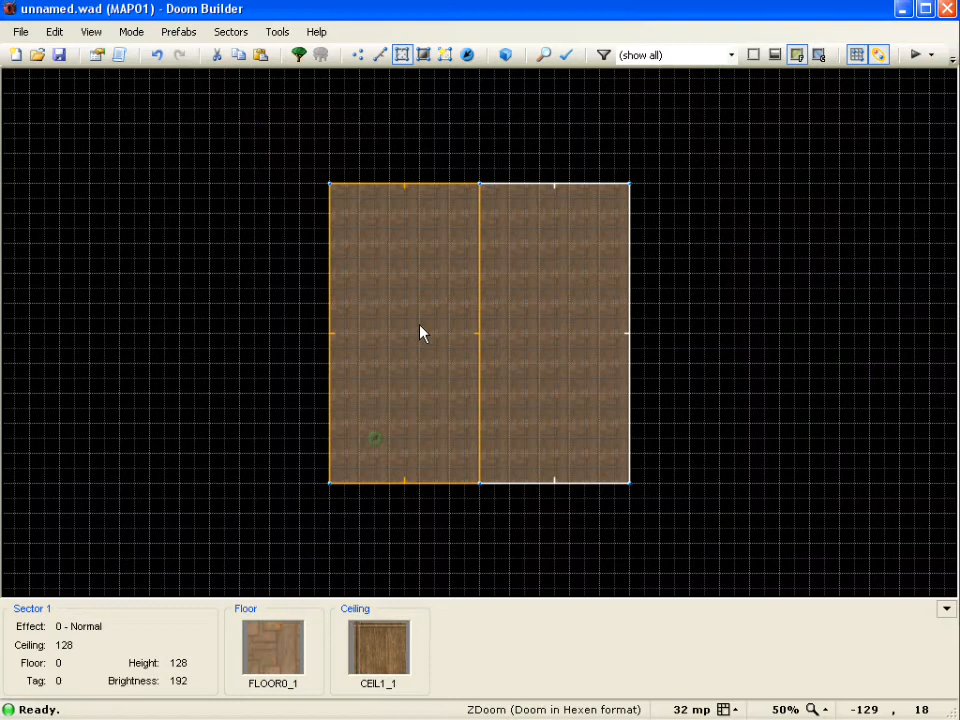 unnamed.wad (MAP01) - Doom Builder
File Edit View Mode Prefabs Sectors Tools Help
(show all)
Sector 1
Effect: 0 - Normal
Ceiling: 128
Floor: 0 Height: 128
Tag: 0 Brightness: 192
Floor
FLOOR0_1
Ceiling
CEIL1_1
Ready. ZDoom (Doom in Hexen format) 32 mp 50% -129 , 18